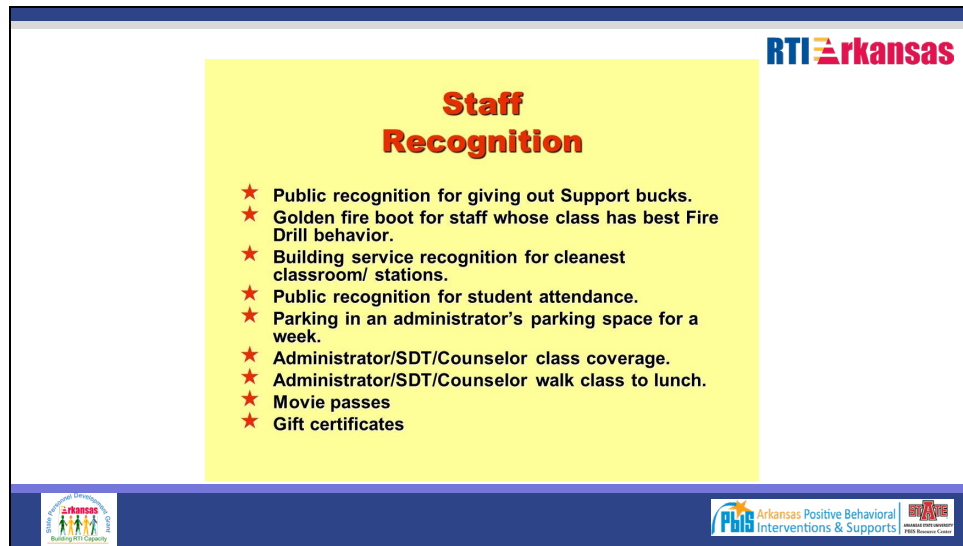 RTI Arkansas
Staff
Recognition
Public recognition for giving out Support bucks.
Golden fire boot for staff whose class has best Fire
Drill behavior.
Building service recognition for cleanest
classroom/ stations.
Public recognition for student attendance.
Parking in an administrator's parking space for a
week.
Administrator/SDT/Counselor class coverage.
Administrator/SDT/Counselor walk class to lunch.
Movie passes
Gift certificates
State Personnel Development Grant
Arkansas
Building RTI Capacity
PbIS Arkansas Positive Behavioral
Interventions & Supports
STATE
ARKANSAS STATE UNIVERSITY
PBIS Resource Center